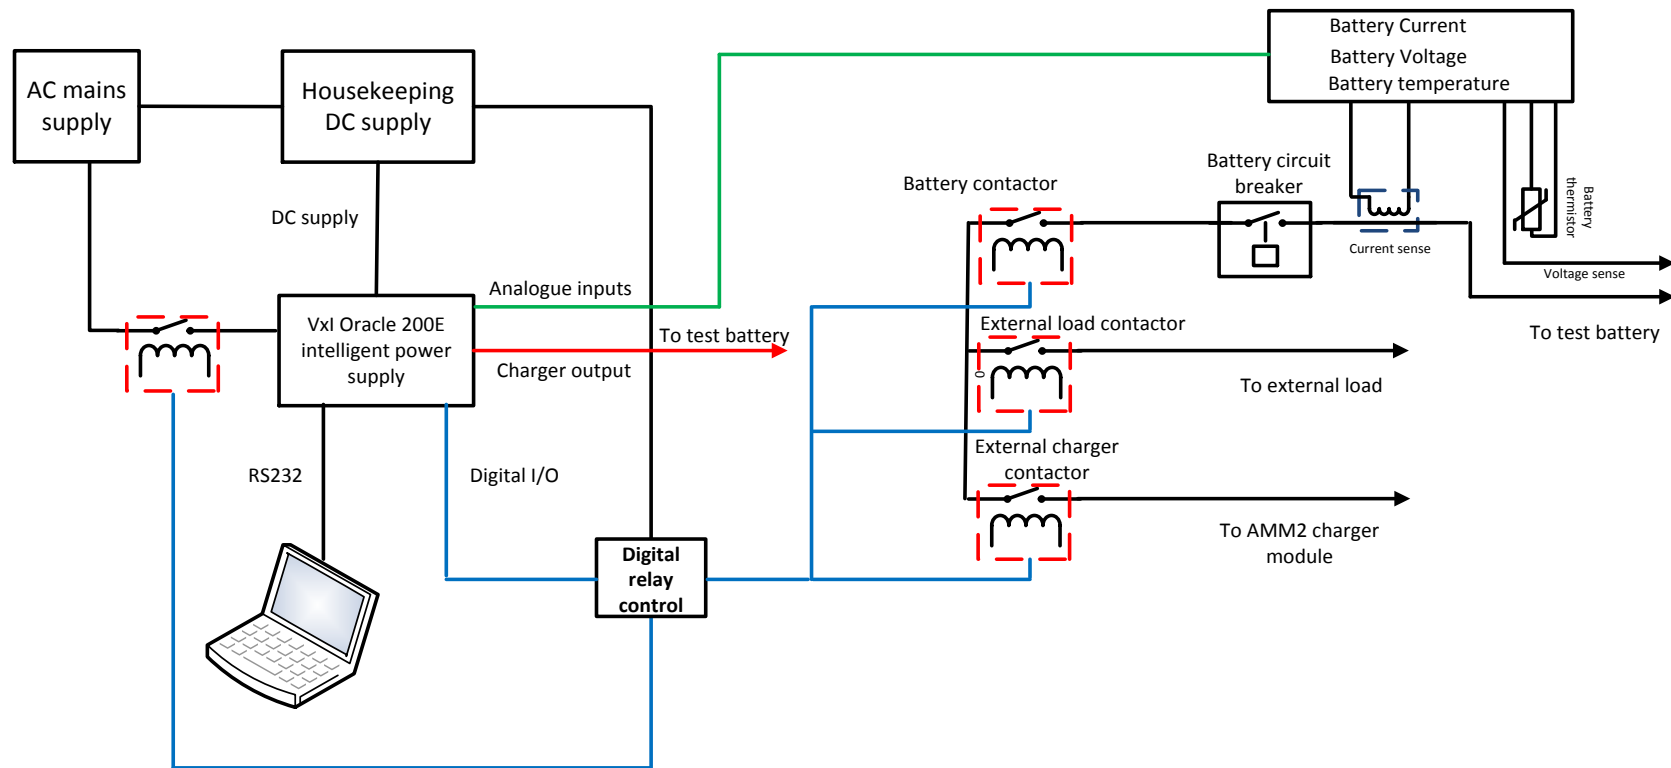 Battery Current
Battery Voltage
Battery temperature
AC mains
supply
Housekeeping
DC supply
Battery circuit
breaker
Battery contactor
Battery
thermistor
DC supply
Current sense
Voltage sense
Analogue inputs
VxI Oracle 200E
intelligent power
supply
To test battery
External load contactor
To test battery
Charger output
0
To external load
External charger
contactor
RS232
Digital I/O
To AMM2 charger
module
Digital
relay
control